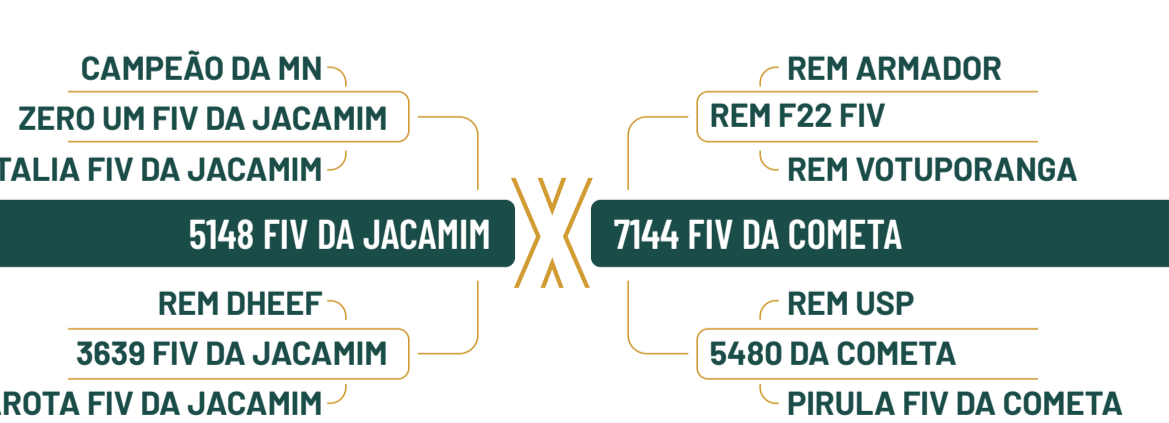 CAMPEÃO DA MN
ZERO UM FIV DA JACAMIM
TALIA FIV DA JACAMIM
5148 FIV DA JACAMIM
REM DHEEF
3639 FIV DA JACAMIM
ROTA FIV DA JACAMIM
X
REM ARMADOR
REM F22 FIV
REM VOTUPORANGA
7144 FIV DA COMETA
REM USP
5480 DA COMETA
PIRULA FIV DA COMETA